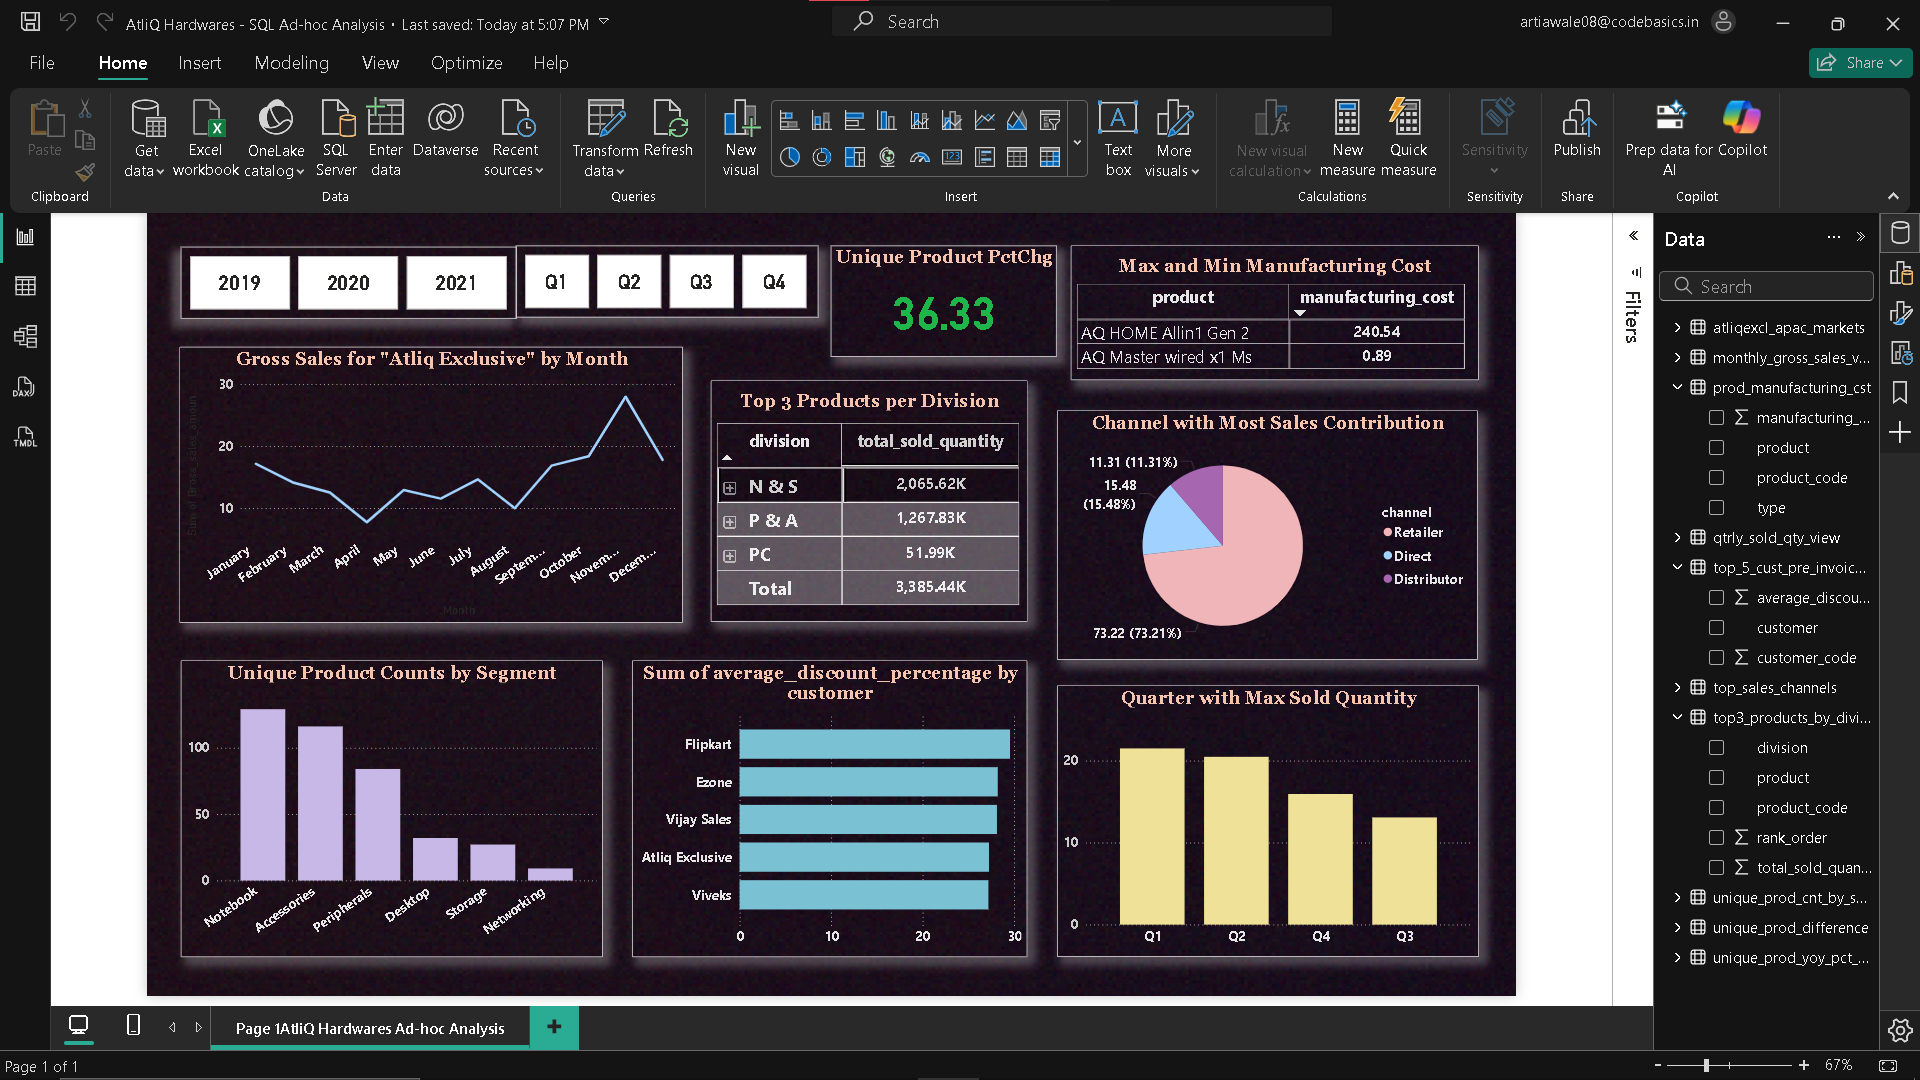 AtliQ Hardwares - SQL Ad-hoc Analysis • Last saved: Today at 5:07 PM
Search
artiawale08@codebasics.in
File
Home
Insert
Modeling
View
Optimize
Help
Share
Paste
Get
data
Excel
workbook
OneLake
catalog
SQL
Server
Enter
data
Dataverse
Recent
sources
Transform
data
Refresh
New
visual
Text
box
More
visuals
New visual
calculation
New
measure
Quick
measure
Sensitivity
Publish
Prep data for
AI
Copilot
Clipboard
Data
Queries
Insert
Calculations
Sensitivity
Share
Copilot
2019
2020
2021
Q1
Q2
Q3
Q4
Unique Product PctChg
36.33
Max and Min Manufacturing Cost
product manufacturing_cost
AQ HOME Allin1 Gen 2 240.54
AQ Master wired x1 Ms 0.89
Gross Sales for "Atliq Exclusive" by Month
30
20
10
January
February
March
April
May
June
July
August
Septem...
October
Novem...
Decem...
Month
Top 3 Products per Division
division total_sold_quantity
N & S 2,065.62K
P & A 1,267.83K
PC 51.99K
Total 3,385.44K
Channel with Most Sales Contribution
11.31 (11.31%)
15.48
(15.48%)
73.22 (73.21%)
channel
Retailer
Direct
Distributor
Unique Product Counts by Segment
100
50
0
Notebook
Accessories
Peripherals
Desktop
Storage
Networking
Sum of average_discount_percentage by
customer
Flipkart
Ezone
Vijay Sales
Atliq Exclusive
Viveks
0
10
20
30
Quarter with Max Sold Quantity
20
10
0
Q1
Q2
Q4
Q3
Filters
Data
Search
atliqexcl_apac_markets
monthly_gross_sales_v...
prod_manufacturing_cst
manufacturing_...
product
product_code
type
qtrly_sold_qty_view
top_5_cust_pre_invoic...
average_discou...
customer
customer_code
top_sales_channels
top3_products_by_divi...
division
product
product_code
rank_order
total_sold_quan...
unique_prod_cnt_by_s...
unique_prod_difference
unique_prod_yoy_pct_...
DAX
TMDL
Page 1AtliQ Hardwares Ad-hoc Analysis
Page 1 of 1
67%